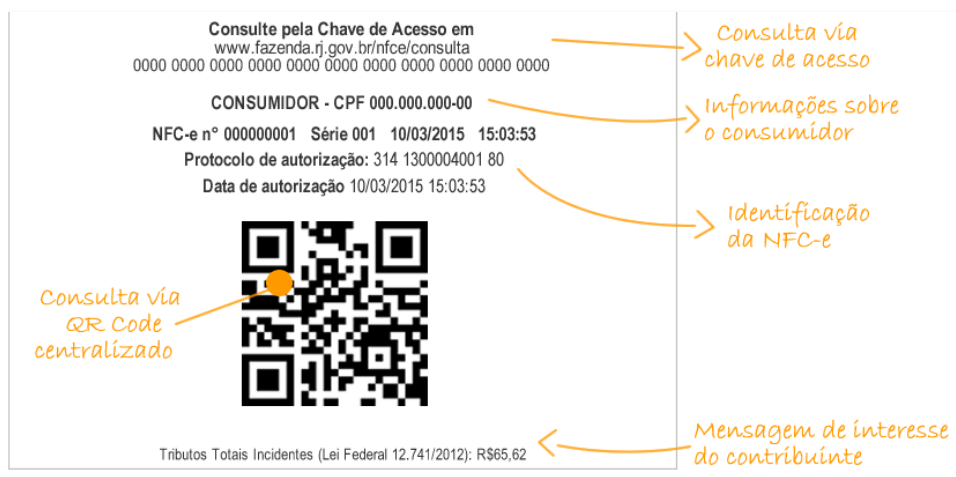 Consulte pela Chave de Acesso em
www.fazenda.rj.gov.br/nfce/consulta
0000 0000 0000 0000 0000 0000 0000 0000 0000 0000 0000
Consulta via
chave de acesso
CONSUMIDOR - CPF 000.000.000-00
Informações sobre
o consumidor
NFC-e n° 000000001 Série 001 10/03/2015 15:03:53
Protocolo de autorização: 314 1300004001 80
Data de autorização 10/03/2015 15:03:53
Identificação
da NFC-e
Consulta via
QR Code
centralizado
Tributos Totais Incidentes (Lei Federal 12.741/2012): R$65,62
Mensagem de interesse
do contribuinte